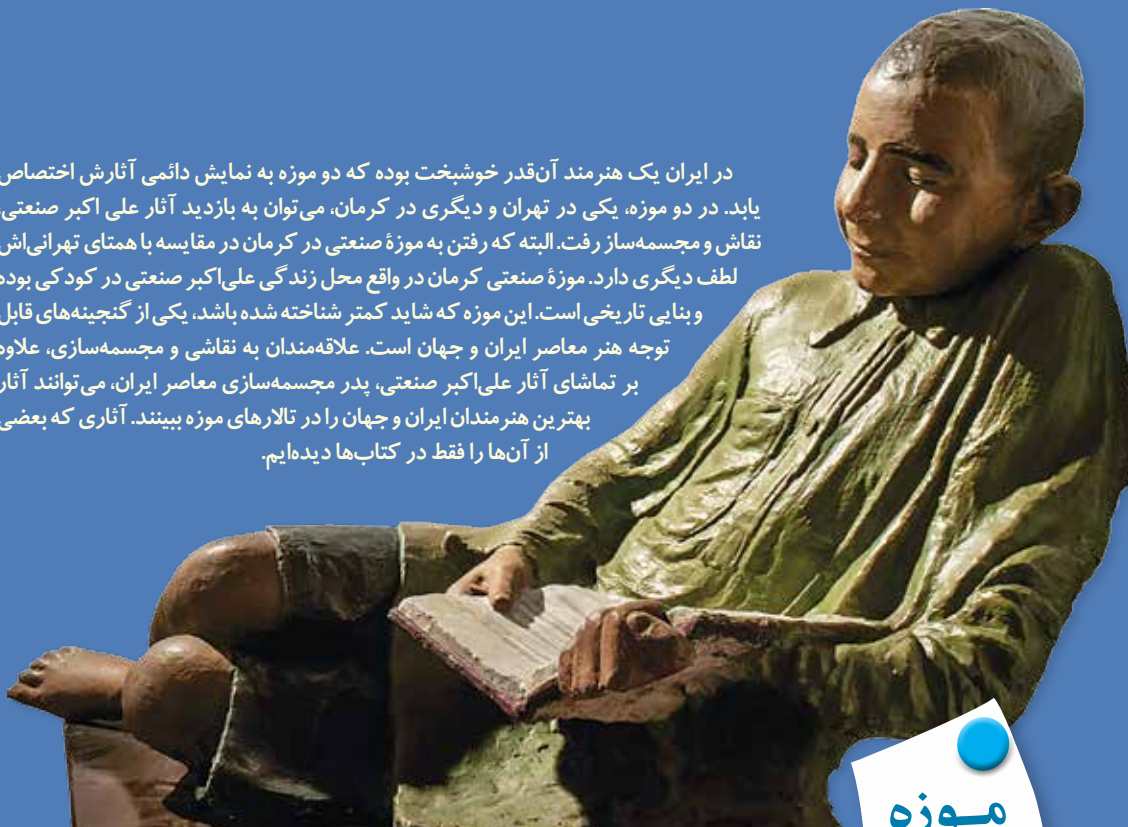 در ایران یک هنرمند آن‌قدر خوشبخت بوده که دو موزه به نمایش دائمی آثارش اختصاص
یابد. در دو موزه، یکی در تهران و دیگری در کرمان، می‌توان به بازدید آثار علی اکبر صنعتی،
نقاش و مجسمه‌ساز رفت. البته که رفتن به موزهٔ صنعتی در کرمان در مقایسه با همتای تهرانی‌اش
لطف دیگری دارد. موزهٔ صنعتی کرمان در واقع محل زندگی علی‌اکبر صنعتی در کودکی بوده
و بنایی تاریخی است. این موزه که شاید کمتر شناخته شده باشد، یکی از گنجینه‌های قابل
توجه هنر معاصر ایران و جهان است. علاقه‌مندان به نقاشی و مجسمه‌سازی، علاوه
بر تماشای آثار علی‌اکبر صنعتی، پدر مجسمه‌سازی معاصر ایران، می‌توانند آثار
بهترین هنرمندان ایران و جهان را در تالارهای موزه ببینند. آثاری که بعضی
از آن‌ها را فقط در کتاب‌ها دیده‌ایم.
موزه